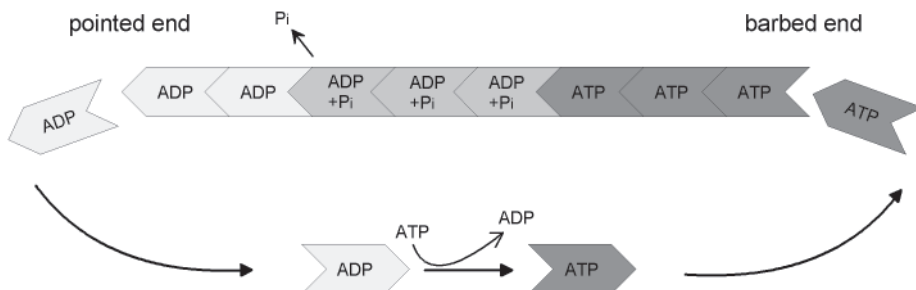 Pi
pointed end
barbed end
ADP
ADP
ADP
ADP +Pi
ADP +Pi
ADP +Pi
ATP
ATP
ATP
ATP
ATP
ADP
ADP
ATP